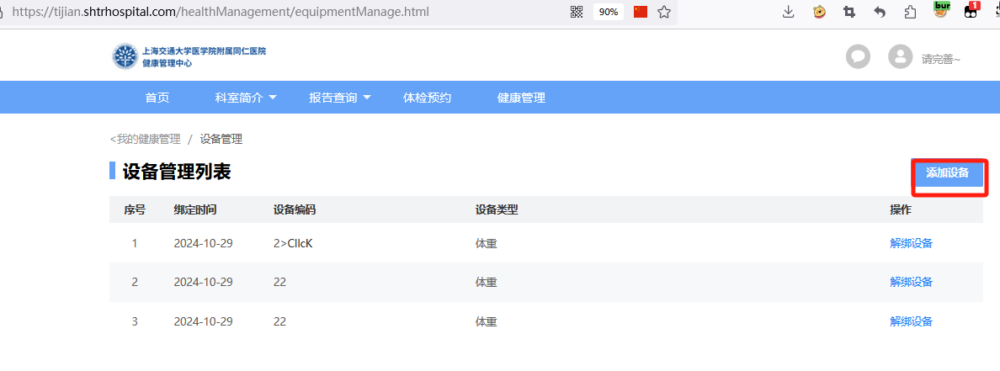 https://tijian.shtrhospital.com/healthManagement/equipmentManage.html 90%
bur 1
上海交通大学医学院附属同仁医院
健康管理中心
请完善~
首页 科室简介 报告查询 体检预约 健康管理
<我的健康管理 / 设备管理
设备管理列表 添加设备
序号 绑定时间 设备编码 设备类型 操作
1 2024-10-29 2>ClIcK 体重 解绑设备
2 2024-10-29 22 体重 解绑设备
3 2024-10-29 22 体重 解绑设备